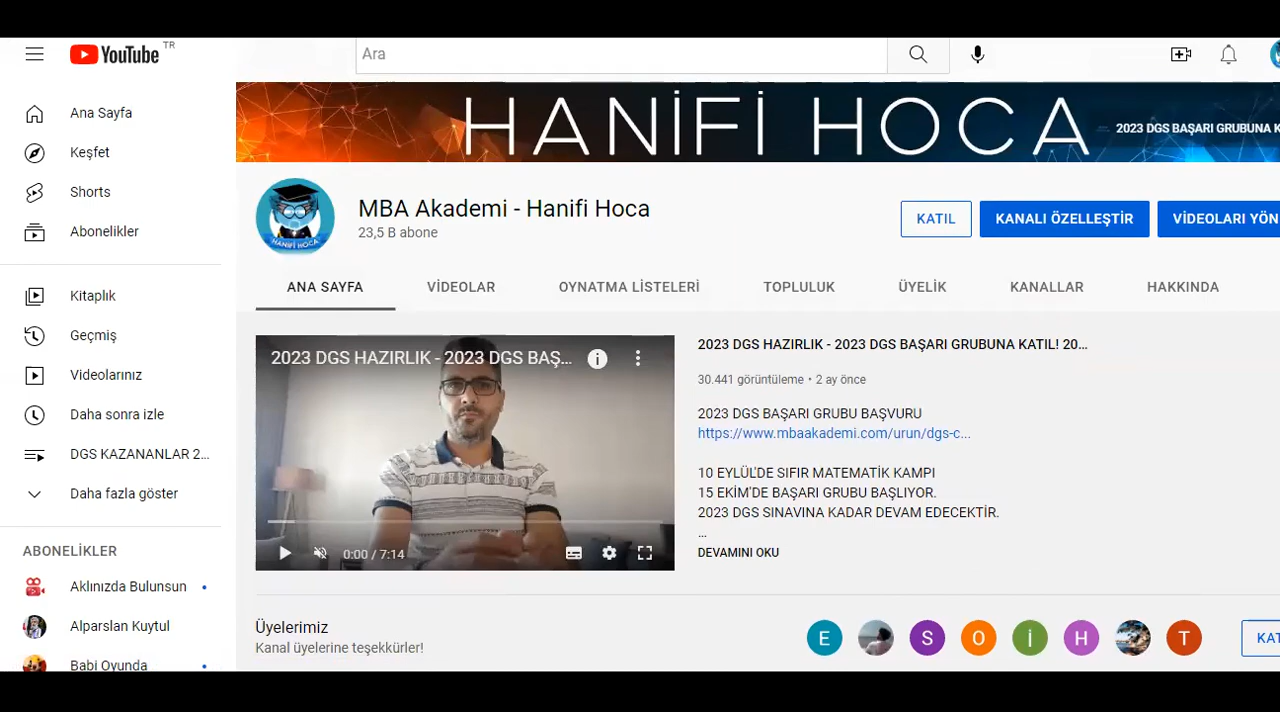 YouTube TR
Ara
Ana Sayfa
Keşfet
Shorts
Abonelikler
Kitaplık
Geçmiş
Videolarınız
Daha sonra izle
DGS KAZANANLAR 2...
Daha fazla göster
ABONELİKLER
Aklınızda Bulunsun
Alparslan Kuytul
Babi Oyunda
HANİFİ HOCA
2023 DGS BAŞARI GRUBUNA K
HANİFİ HOCA
MBA Akademi - Hanifi Hoca
23,5 B abone
KATIL
KANALI ÖZELLEŞTİR
VİDEOLARI YÖN
ANA SAYFA
VİDEOLAR
OYNATMA LİSTELERİ
TOPLULUK
ÜYELİK
KANALLAR
HAKKINDA
2023 DGS HAZIRLIK - 2023 DGS BAŞ...
0:00 / 7:14
2023 DGS HAZIRLIK - 2023 DGS BAŞARI GRUBUNA KATIL! 20...
30.441 görüntüleme • 2 ay önce
2023 DGS BAŞARI GRUBU BAŞVURU
https://www.mbaakademi.com/urun/dgs-c...
10 EYLÜL'DE SIFIR MATEMATİK KAMPI
15 EKİM'DE BAŞARI GRUBU BAŞLIYOR.
2023 DGS SINAVINA KADAR DEVAM EDECEKTİR.
...
DEVAMINI OKU
Üyelerimiz
Kanal üyelerine teşekkürler!
E
S
O
İ
H
T
KAT